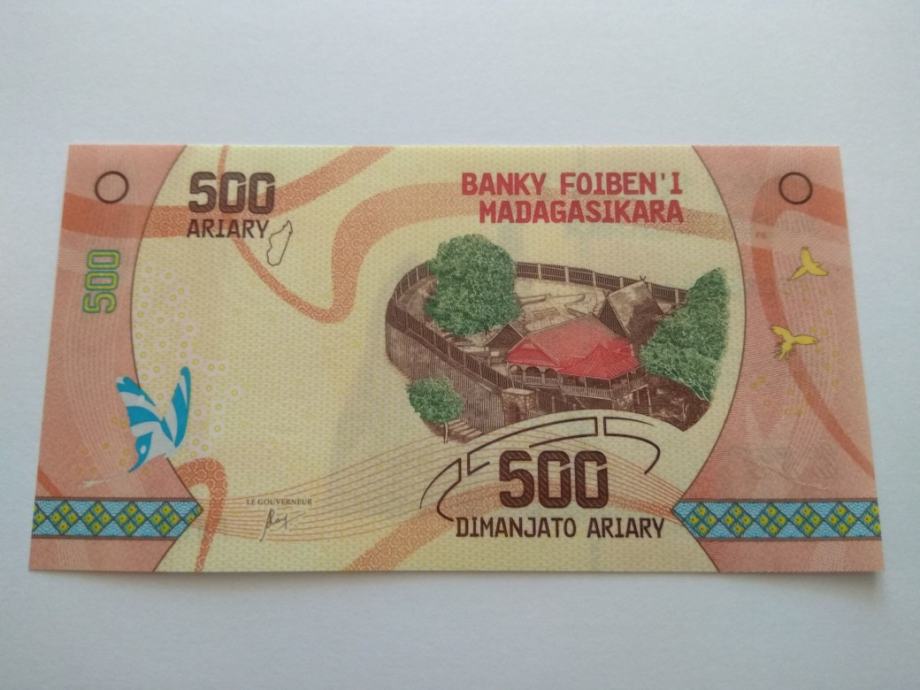 500
ARIARY
BANKY FOIBEN'I
MADAGASIKARA
500
LE GOUVERNEUR
500
DIMANJATO ARIARY